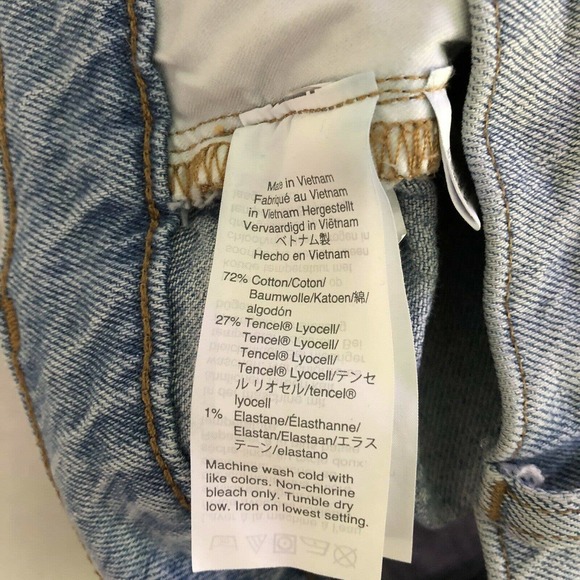 Made in Vietnam
Fabriqué au Vietnam
in Vietnam Hergestellt
Vervaardigd in Viêtnam
ベトナム製
Hecho en Vietnam
72% Cotton/Coton/
Baumwolle/Katoen/綿/
algodón
27% Tencel® Lyocell/
Tencel® Lyocell/
Tencel® Lyocell/
Tencel® Lyocell/テンセ
ル リオセル/tencel®
lyocell
1% Elastane/Élasthanne/
Elastan/Elastaan/エラス
テーン/elastano
Machine wash cold with
like colors. Non-chlorine
bleach only. Tumble dry
low. Iron on lowest setting.